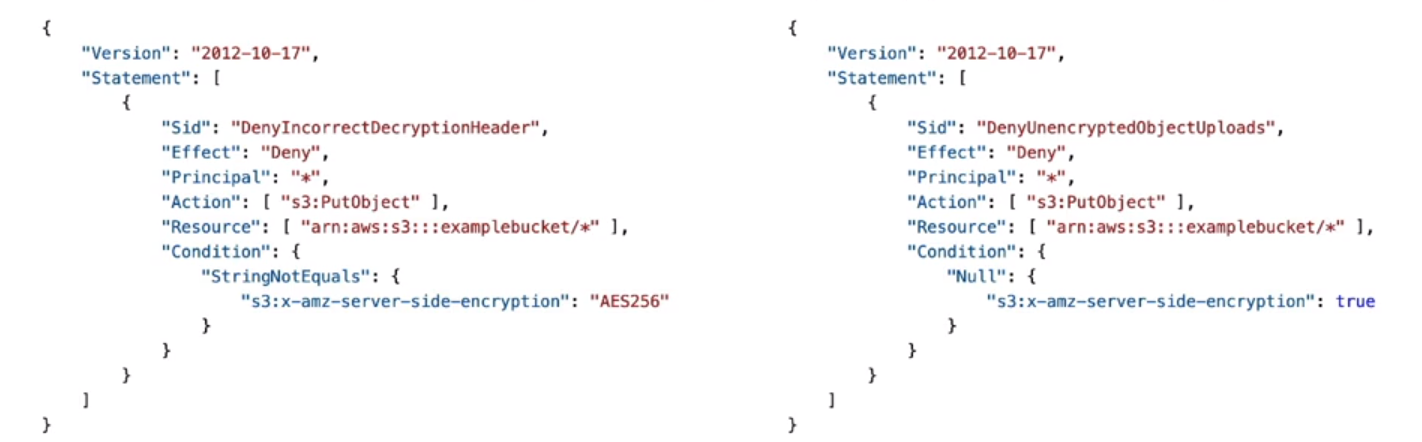 {
    "Version": "2012-10-17",
    "Statement": [
        {
            "Sid": "DenyIncorrectDecryptionHeader",
            "Effect": "Deny",
            "Principal": "*",
            "Action": [ "s3:PutObject" ],
            "Resource": [ "arn:aws:s3:::examplebucket/*" ],
            "Condition": {
                "StringNotEquals": {
                    "s3:x-amz-server-side-encryption": "AES256"
                }
            }
        }
    ]
}
{
    "Version": "2012-10-17",
    "Statement": [
        {
            "Sid": "DenyUnencryptedObjectUploads",
            "Effect": "Deny",
            "Principal": "*",
            "Action": [ "s3:PutObject" ],
            "Resource": [ "arn:aws:s3:::examplebucket/*" ],
            "Condition": {
                "Null": {
                    "s3:x-amz-server-side-encryption": true
                }
            }
        }
    ]
}